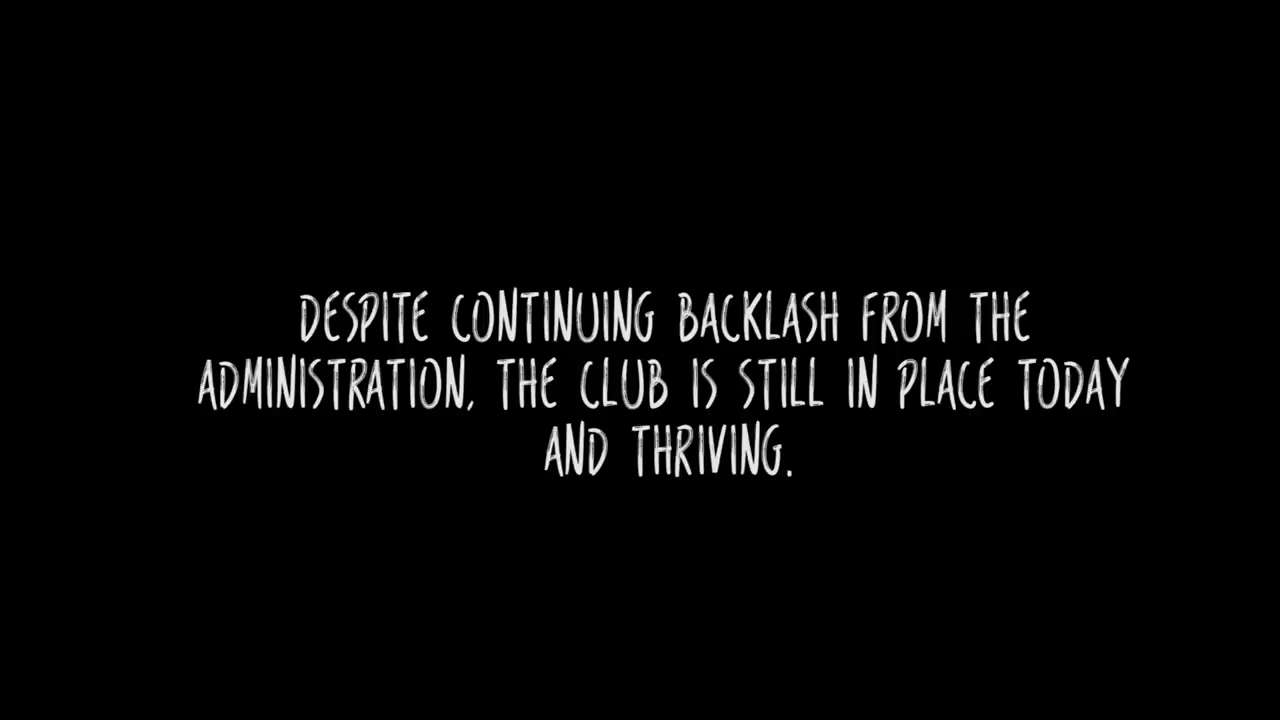 DESPITE CONTINUING BACKLASH FROM THE
ADMINISTRATION, THE CLUB IS STILL IN PLACE TODAY
AND THRIVING.